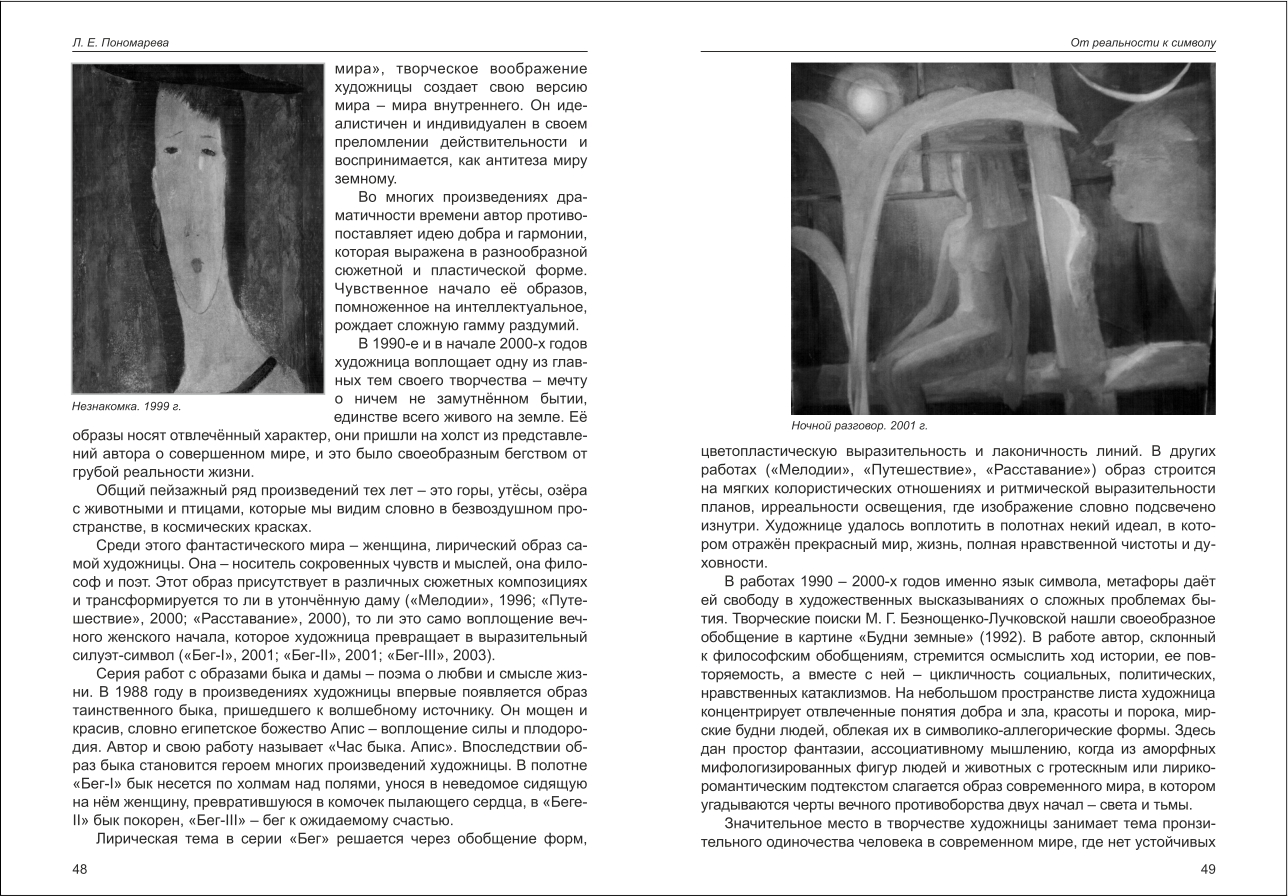 Л. Е. Пономарева
мира», творческое воображение
художницы создает свою версию
мира – мира внутреннего. Он иде-
алистичен и индивидуален в своем
преломлении действительности и
воспринимается, как антитеза миру
земному.
Во многих произведениях дра-
матичности времени автор противо-
поставляет идею добра и гармонии,
которая выражена в разнообразной
сюжетной и пластической форме.
Чувственное начало её образов,
помноженное на интеллектуальное,
рождает сложную гамму раздумий.
В 1990-е и в начале 2000-х годов
художница воплощает одну из глав-
ных тем своего творчества – мечту
о ничем не замутнённом бытии,
единстве всего живого на земле. Её
Незнакомка. 1999 г.
образы носят отвлечённый характер, они пришли на холст из представле-
ний автора о совершенном мире, и это было своеобразным бегством от
грубой реальности жизни.
Общий пейзажный ряд произведений тех лет – это горы, утёсы, озёра
с животными и птицами, которые мы видим словно в безвоздушном про-
странстве, в космических красках.
Среди этого фантастического мира – женщина, лирический образ са-
мой художницы. Она – носитель сокровенных чувств и мыслей, она фило-
соф и поэт. Этот образ присутствует в различных сюжетных композициях
и трансформируется то ли в утончённую даму («Мелодии», 1996; «Путе-
шествие», 2000; «Расставание», 2000), то ли это само воплощение веч-
ного женского начала, которое художница превращает в выразительный
силуэт-символ («Бег-I», 2001; «Бег-II», 2001; «Бег-III», 2003).
Серия работ с образами быка и дамы – поэма о любви и смысле жиз-
ни. В 1988 году в произведениях художницы впервые появляется образ
таинственного быка, пришедшего к волшебному источнику. Он мощен и
красив, словно египетское божество Апис – воплощение силы и плодоро-
дия. Автор и свою работу называет «Час быка. Апис». Впоследствии об-
раз быка становится героем многих произведений художницы. В полотне
«Бег-I» бык несется по холмам над полями, унося в неведомое сидящую
на нём женщину, превратившуюся в комочек пылающего сердца, в «Беге-
II» бык покорен, «Бег-III» – бег к ожидаемому счастью.
Лирическая тема в серии «Бег» решается через обобщение форм,
48
От реальности к символу
Ночной разговор. 2001 г.
цветопластическую выразительность и лаконичность линий. В других
работах («Мелодии», «Путешествие», «Расставание») образ строится
на мягких колористических отношениях и ритмической выразительности
планов, ирреальности освещения, где изображение словно подсвечено
изнутри. Художнице удалось воплотить в полотнах некий идеал, в кото-
ром отражён прекрасный мир, жизнь, полная нравственной чистоты и ду-
ховности.
В работах 1990 – 2000-х годов именно язык символа, метафоры даёт
ей свободу в художественных высказываниях о сложных проблемах бы-
тия. Творческие поиски М. Г. Безнощенко-Лучковской нашли своеобразное
обобщение в картине «Будни земные» (1992). В работе автор, склонный
к философским обобщениям, стремится осмыслить ход истории, ее пов-
торяемость, а вместе с ней – цикличность социальных, политических,
нравственных катаклизмов. На небольшом пространстве листа художница
концентрирует отвлеченные понятия добра и зла, красоты и порока, мир-
ские будни людей, облекая их в символико-аллегорические формы. Здесь
дан простор фантазии, ассоциативному мышлению, когда из аморфных
мифологизированных фигур людей и животных с гротескным или лирико-
романтическим подтекстом слагается образ современного мира, в котором
угадываются черты вечного противоборства двух начал – света и тьмы.
Значительное место в творчестве художницы занимает тема пронзи-
тельного одиночества человека в современном мире, где нет устойчивых
49